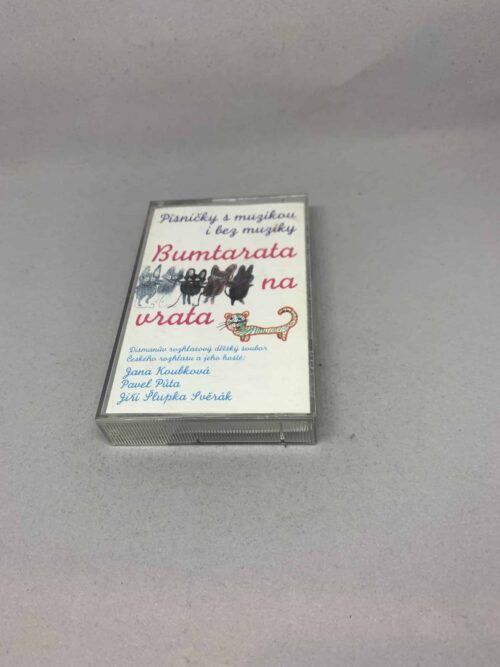 Písničky s muzikou
i bez muziky
Bumtarata
na
vrata
Dismanův rozhlasový dětský soubor
Českého rozhlasu a jeho hosté:
Jana Koubková
Pavel Půta
Jiří Šlupka Svěrák